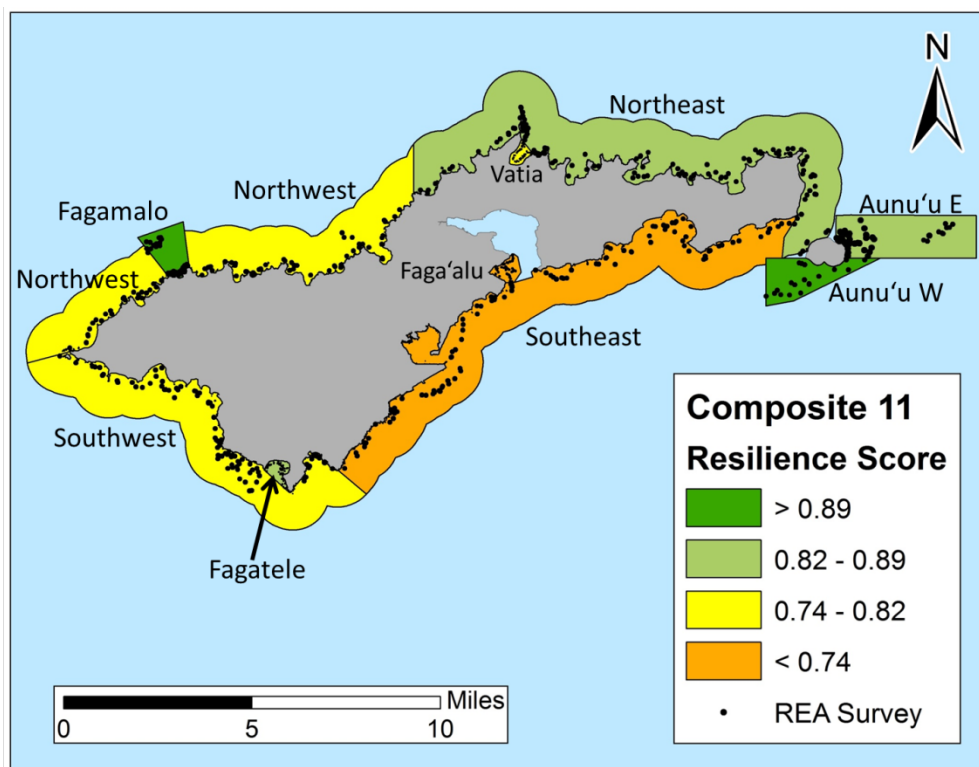 N
Northeast
Vatia
Northwest
Fagamalo
Aunu‘u E
Northwest
Faga‘alu
Aunu‘u W
Southeast
Southwest
Fagatele
Composite 11
Resilience Score
> 0.89
0.82 - 0.89
0.74 - 0.82
< 0.74
REA Survey
Miles
0 5 10